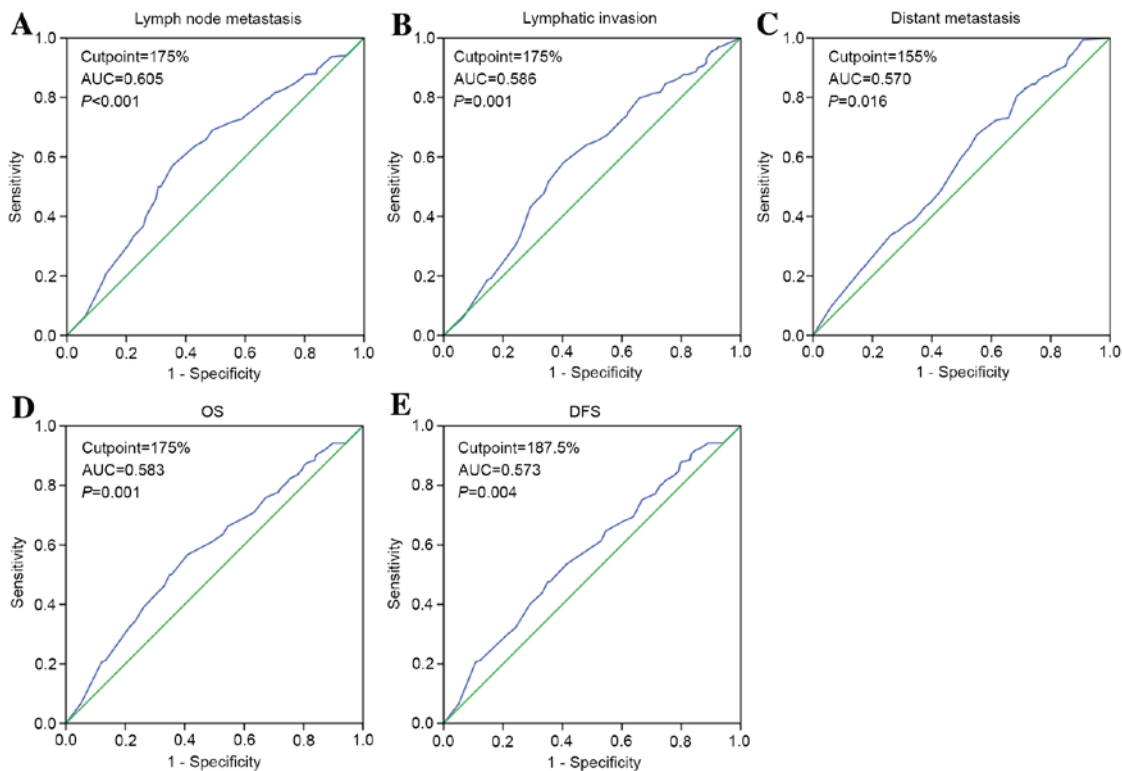 A
Lymph node metastasis
Cutpoint=175%
AUC=0.605
P<0.001
1.0
0.8
0.6
0.4
0.2
0.0
Sensitivity
0.0 0.2 0.4 0.6 0.8 1.0
1 - Specificity
B
Lymphatic invasion
Cutpoint=175%
AUC=0.586
P=0.001
1.0
0.8
0.6
0.4
0.2
0.0
Sensitivity
0.0 0.2 0.4 0.6 0.8 1.0
1 - Specificity
C
Distant metastasis
Cutpoint=155%
AUC=0.570
P=0.016
1.0
0.8
0.6
0.4
0.2
0.0
Sensitivity
0.0 0.2 0.4 0.6 0.8 1.0
1 - Specificity
D
OS
Cutpoint=175%
AUC=0.583
P=0.001
1.0
0.8
0.6
0.4
0.2
0.0
Sensitivity
0.0 0.2 0.4 0.6 0.8 1.0
1 - Specificity
E
DFS
Cutpoint=187.5%
AUC=0.573
P=0.004
1.0
0.8
0.6
0.4
0.2
0.0
Sensitivity
0.0 0.2 0.4 0.6 0.8 1.0
1 - Specificity